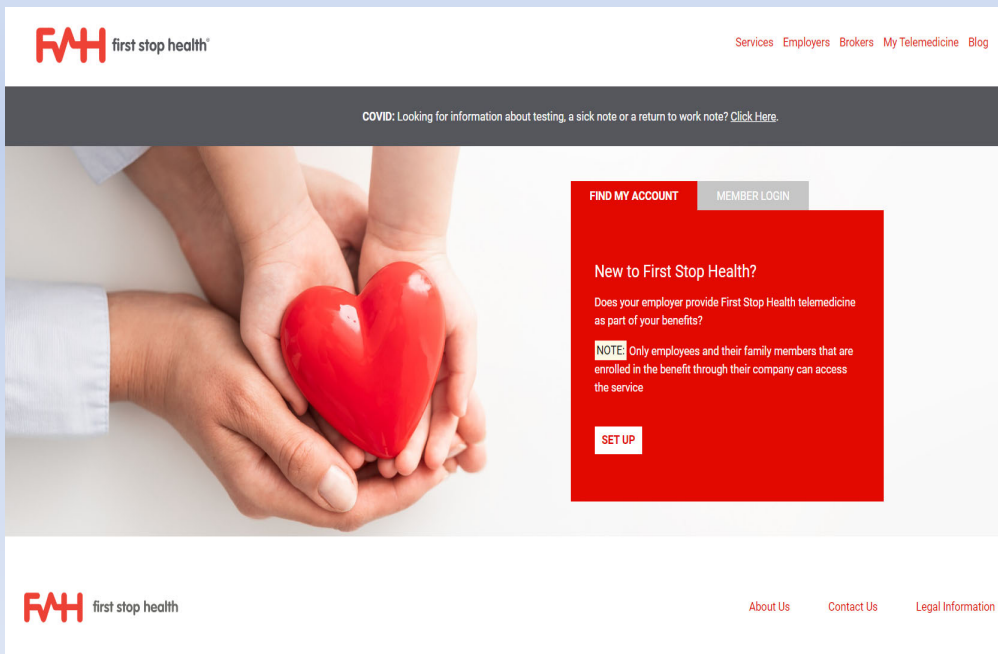 FAH first stop health®
Services Employers Brokers My Telemedicine Blog
COVID: Looking for information about testing, a sick note or a return to work note? Click Here.
FIND MY ACCOUNT
MEMBER LOGIN
New to First Stop Health?
Does your employer provide First Stop Health telemedicine
as part of your benefits?
NOTE: Only employees and their family members that are
enrolled in the benefit through their company can access
the service
SET UP
FAH first stop health
About Us Contact Us Legal Information